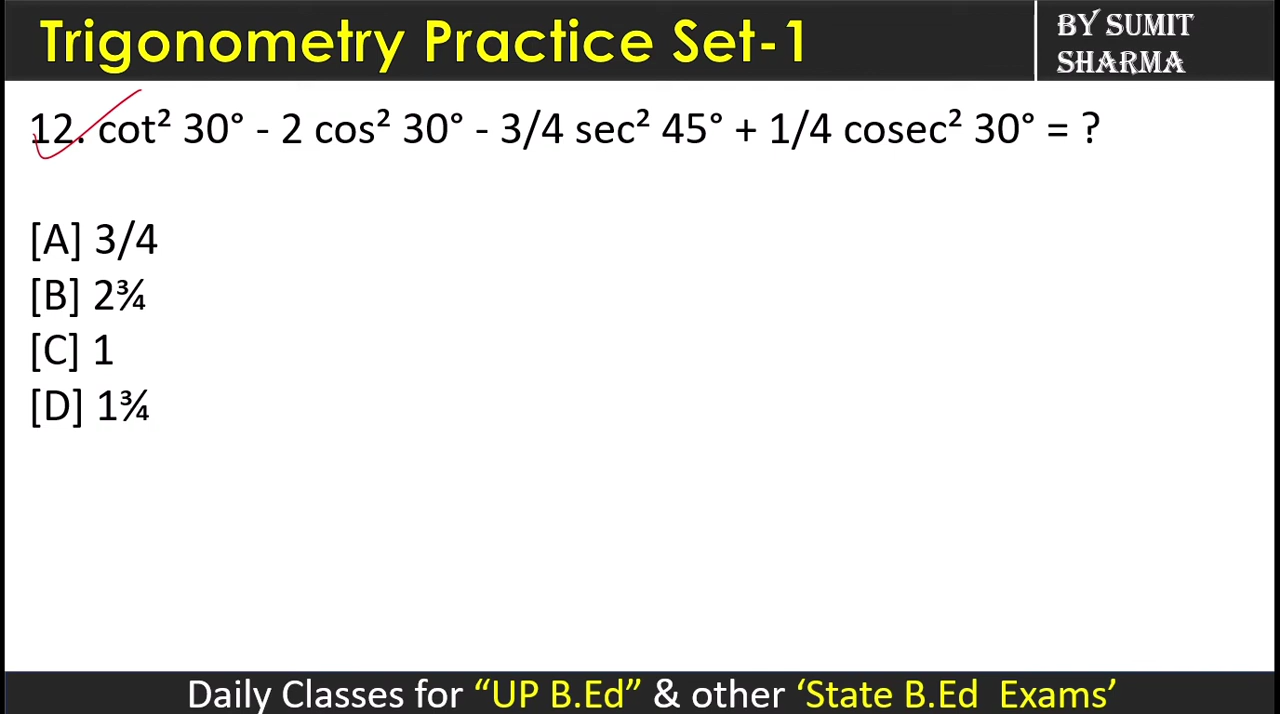 Trigonometry Practice Set-1
BY SUMIT
SHARMA
12. cot² 30° - 2 cos² 30° - 3/4 sec² 45° + 1/4 cosec² 30° = ?
[A] 3/4
[B] 2¾
[C] 1
[D] 1¾
Daily Classes for “UP B.Ed” & other ‘State B.Ed Exams’